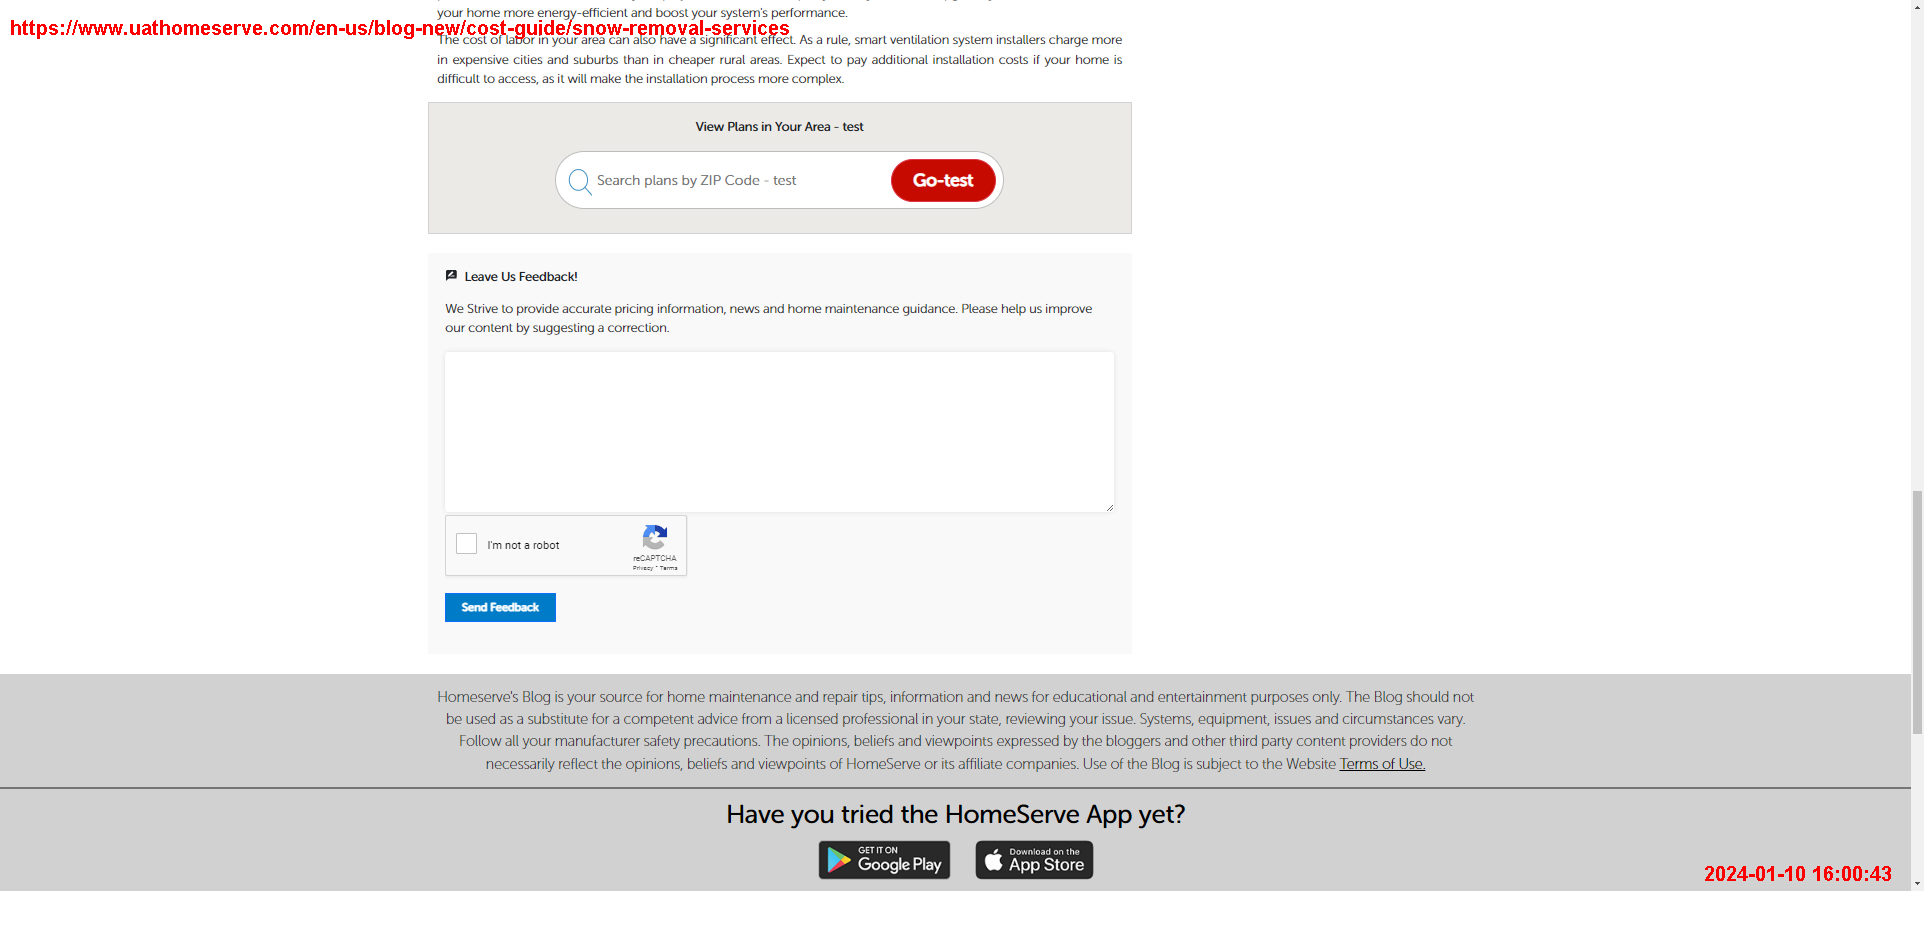 your home more energy-efficient and boost your system's performance.
https://www.uathomeserve.com/en-us/blog-new/cost-guide/snow-removal-services
The cost of labor in your area can also have a significant effect. As a rule, smart ventilation system installers charge more
in expensive cities and suburbs than in cheaper rural areas. Expect to pay additional installation costs if your home is
difficult to access, as it will make the installation process more complex.
View Plans in Your Area - test
Search plans by ZIP Code - test
Go-test
Leave Us Feedback!
We Strive to provide accurate pricing information, news and home maintenance guidance. Please help us improve
our content by suggesting a correction.
I'm not a robot
reCAPTCHA
Privacy - Terms
Send Feedback
Homeserve's Blog is your source for home maintenance and repair tips, information and news for educational and entertainment purposes only. The Blog should not
be used as a substitute for a competent advice from a licensed professional in your state, reviewing your issue. Systems, equipment, issues and circumstances vary.
Follow all your manufacturer safety precautions. The opinions, beliefs and viewpoints expressed by the bloggers and other third party content providers do not
necessarily reflect the opinions, beliefs and viewpoints of HomeServe or its affiliate companies. Use of the Blog is subject to the Website Terms of Use.
Have you tried the HomeServe App yet?
GET IT ON
Google Play
Download on the
App Store
2024-01-10 16:00:43